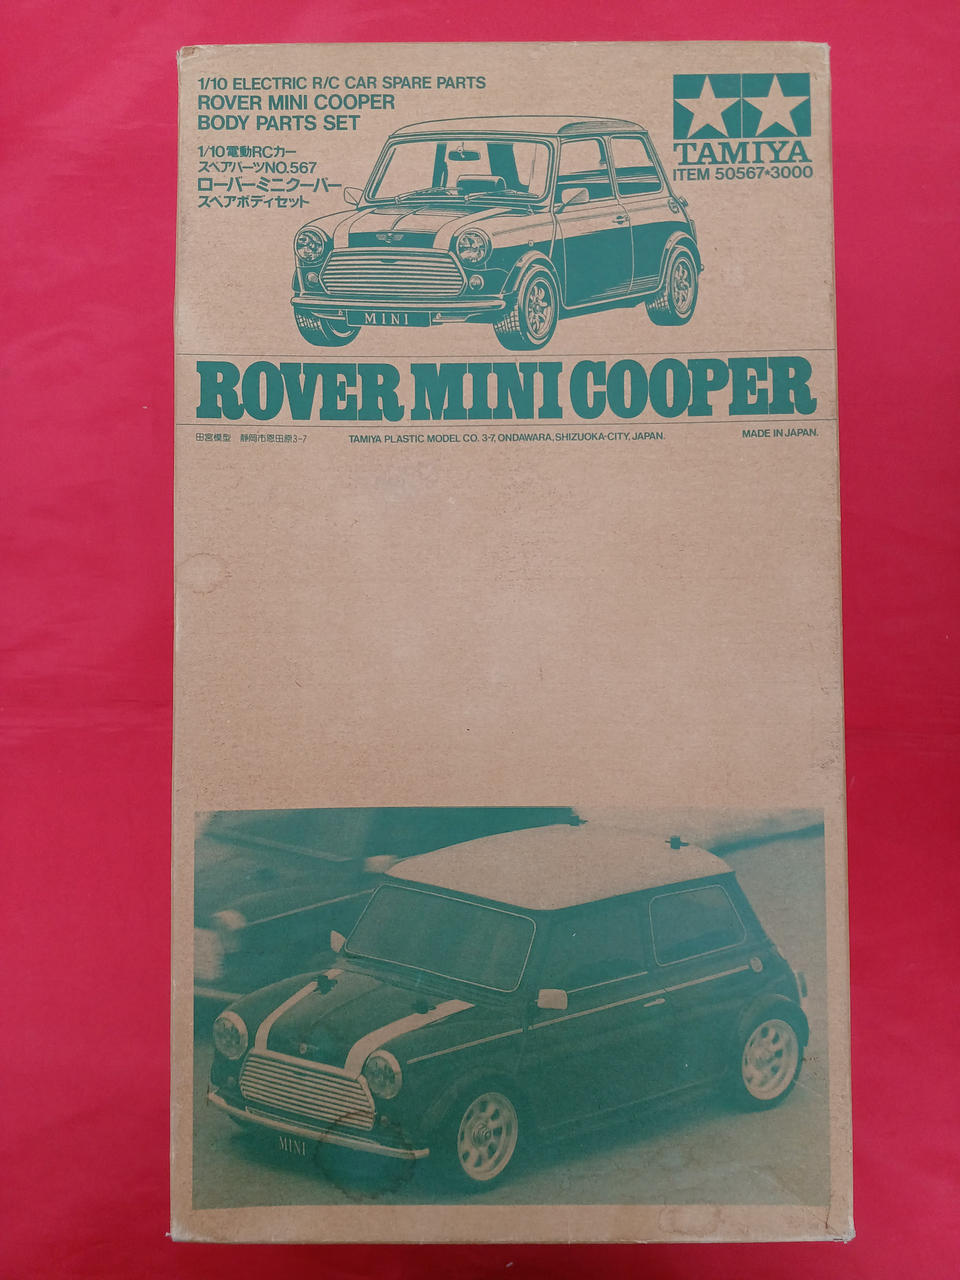 1/10 ELECTRIC R/C CAR SPARE PARTS
ROVER MINI COOPER
BODY PARTS SET
1/10電動RCカー
スペアパーツNO.567
ローバーミニクーパー
スペアボディセット
TAMIYA
ITEM 50567★3000
MINI
ROVER MINI COOPER
田宮模型 静岡市恩田原3-7
TAMIYA PLASTIC MODEL CO. 3-7, ONDAWARA, SHIZUOKA-CITY, JAPAN.
MADE IN JAPAN.
MINI